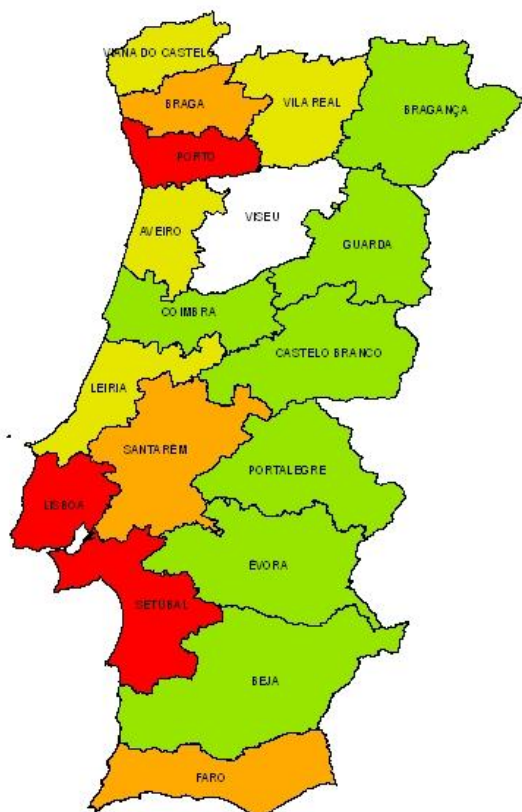 VIANA DO CASTELO
BRAGA
VILA REAL
BRAGANÇA
PORTO
AVEIRO
VISEU
GUARDA
COIMBRA
CASTELO BRANCO
LEIRIA
SANTARÉM
PORTALEGRE
LISBOA
ÉVORA
SETÚBAL
BEJA
FARO